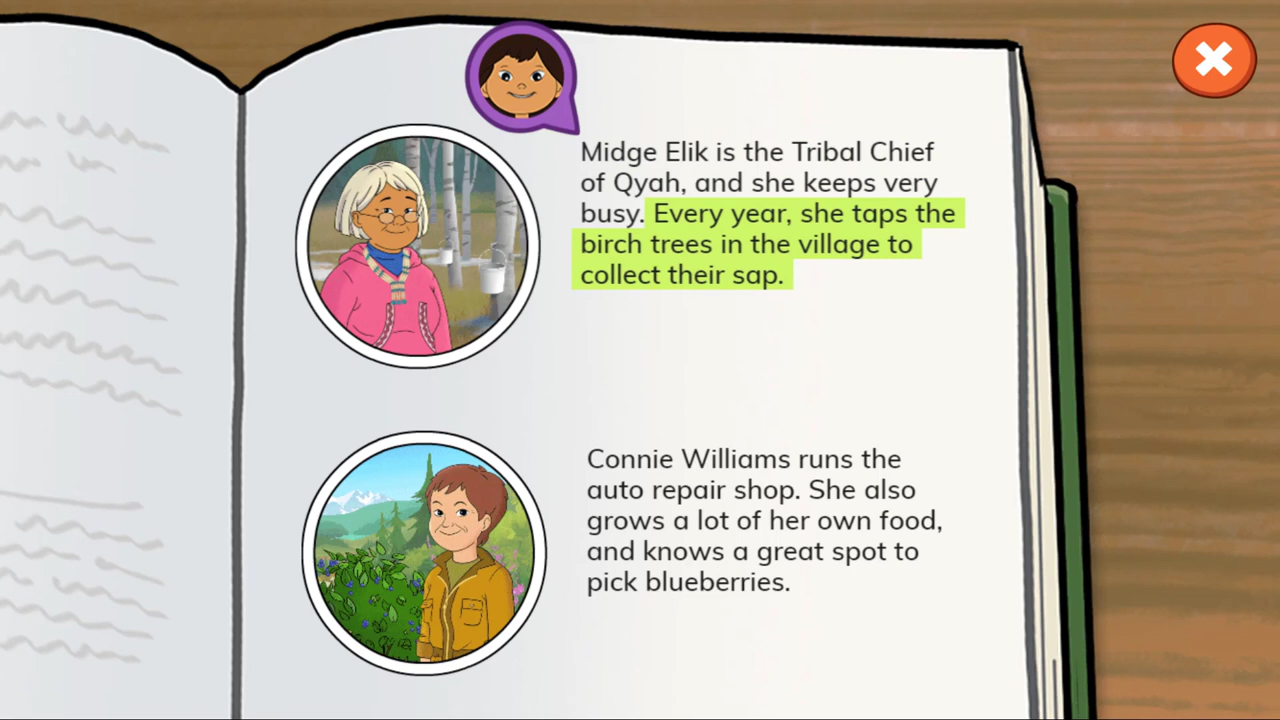 Midge Elik is the Tribal Chief
of Qyah, and she keeps very
busy. Every year, she taps the
birch trees in the village to
collect their sap.
Connie Williams runs the
auto repair shop. She also
grows a lot of her own food,
and knows a great spot to
pick blueberries.